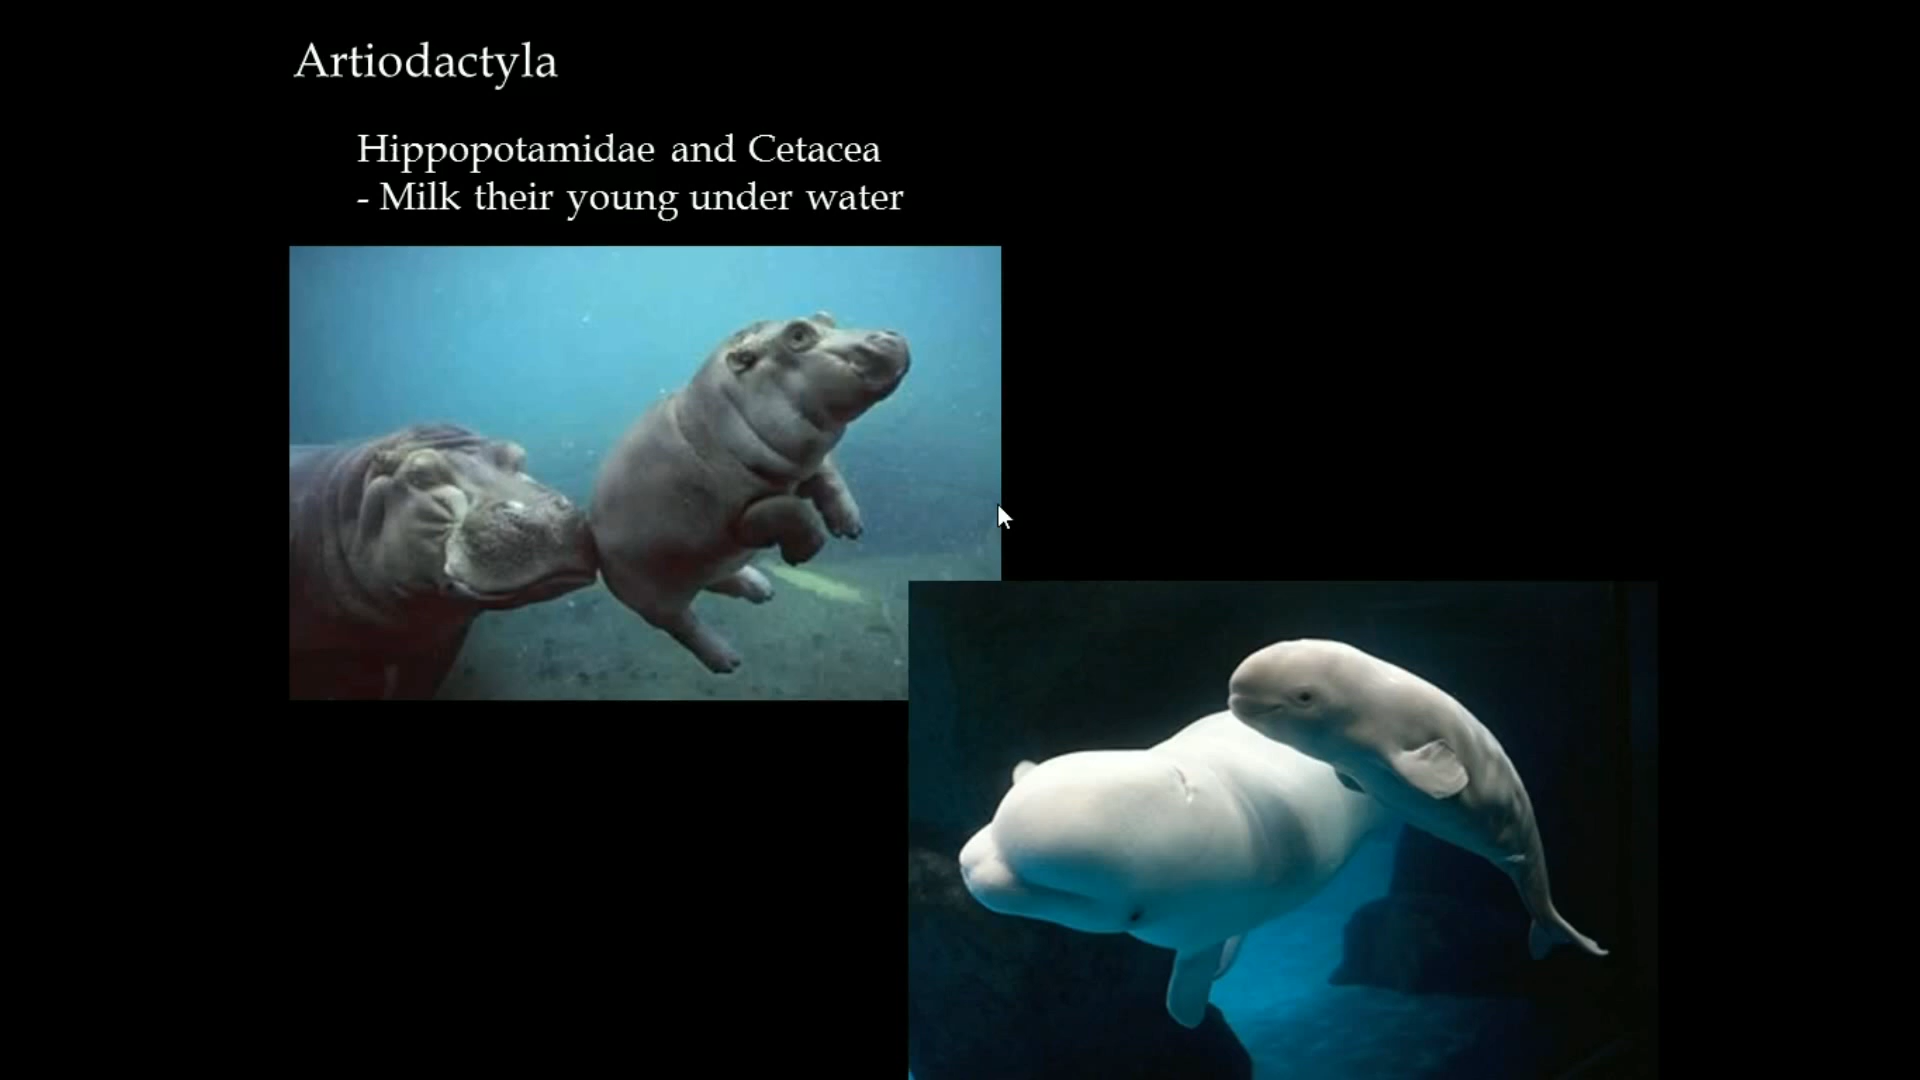 Artiodactyla
Hippopotamidae and Cetacea
- Milk their young under water